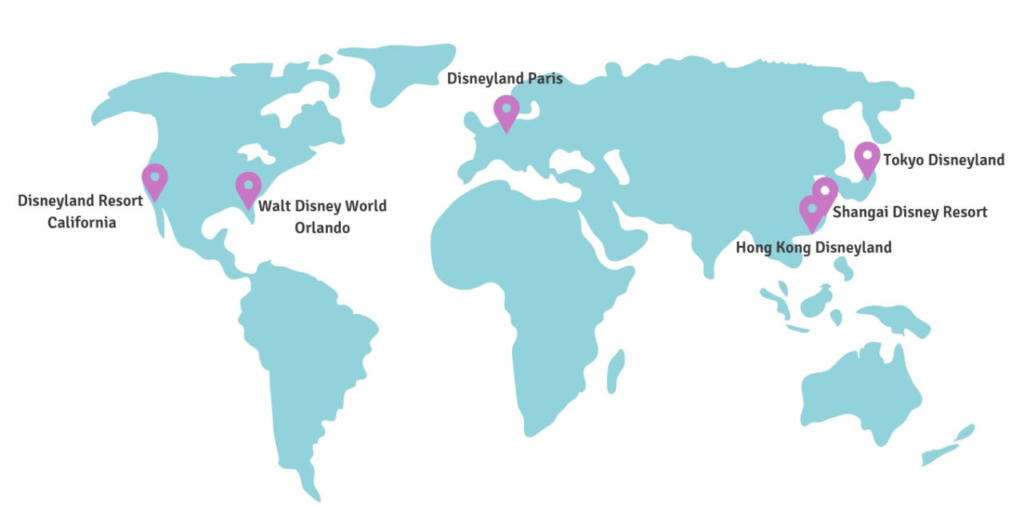 Disneyland Paris
Tokyo Disneyland
Disneyland Resort
California
Walt Disney World
Orlando
Shangai Disney Resort
Hong Kong Disneyland